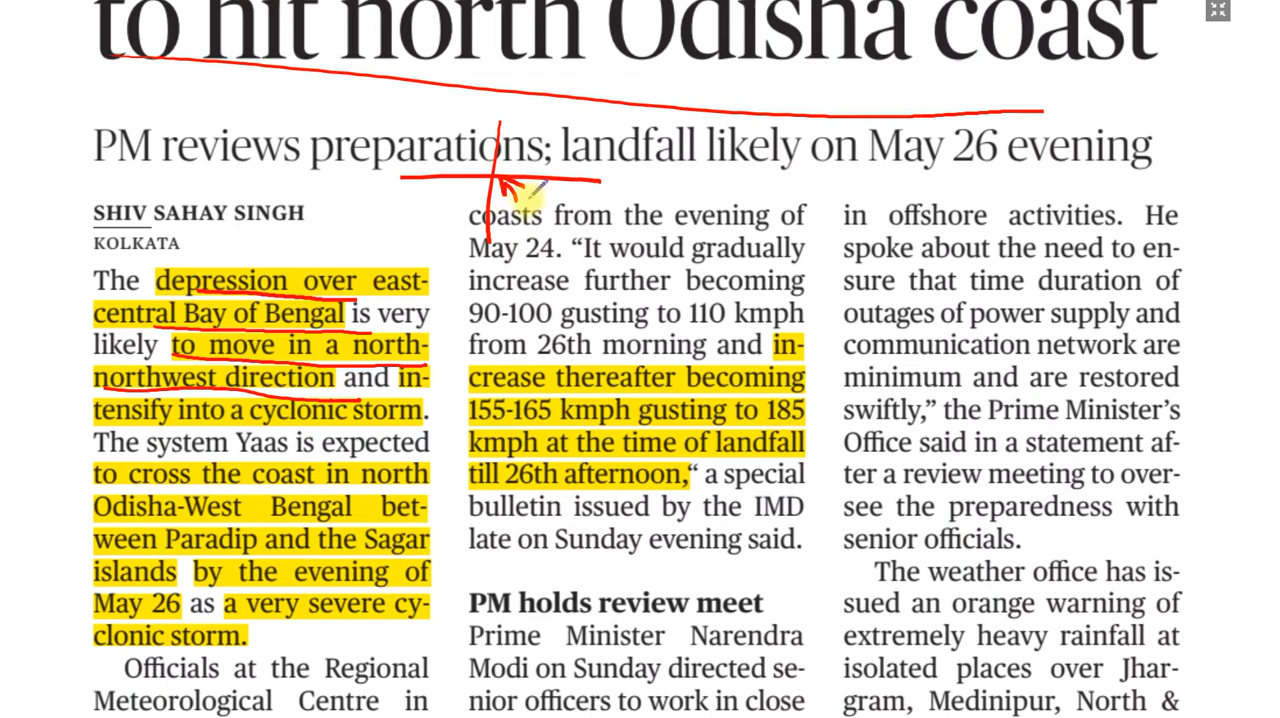 to hit north Odisha coast
PM reviews preparations; landfall likely on May 26 evening
SHIV SAHAY SINGH
KOLKATA
The depression over east-
central Bay of Bengal is very
likely to move in a north-
northwest direction and in-
tensify into a cyclonic storm.
The system Yaas is expected
to cross the coast in north
Odisha-West Bengal bet-
ween Paradip and the Sagar
islands by the evening of
May 26 as a very severe cy-
clonic storm.
Officials at the Regional
Meteorological Centre in
coasts from the evening of
May 24. “It would gradually
increase further becoming
90-100 gusting to 110 kmph
from 26th morning and in-
crease thereafter becoming
155-165 kmph gusting to 185
kmph at the time of landfall
till 26th afternoon,“ a special
bulletin issued by the IMD
late on Sunday evening said.
PM holds review meet
Prime Minister Narendra
Modi on Sunday directed se-
nior officers to work in close
in offshore activities. He
spoke about the need to en-
sure that time duration of
outages of power supply and
communication network are
minimum and are restored
swiftly,” the Prime Minister’s
Office said in a statement af-
ter a review meeting to over-
see the preparedness with
senior officials.
The weather office has is-
sued an orange warning of
extremely heavy rainfall at
isolated places over Jhar-
gram, Medinipur, North &